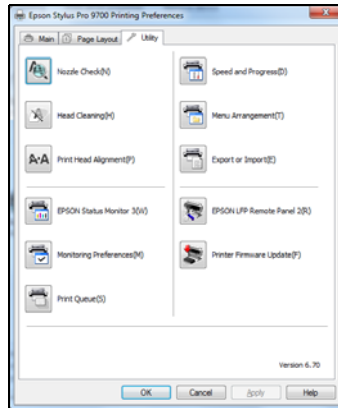 Epson Stylus Pro 9700 Printing Preferences
Main
Page Layout
Utility
Nozzle Check(N)
Speed and Progress(D)
Head Cleaning(H)
Menu Arrangement(T)
Print Head Alignment(P)
Export or Import(E)
EPSON Status Monitor 3(W)
EPSON LFP Remote Panel 2(R)
Monitoring Preferences(M)
Printer Firmware Update(F)
Print Queue(S)
Version 6.70
OK
Cancel
Apply
Help